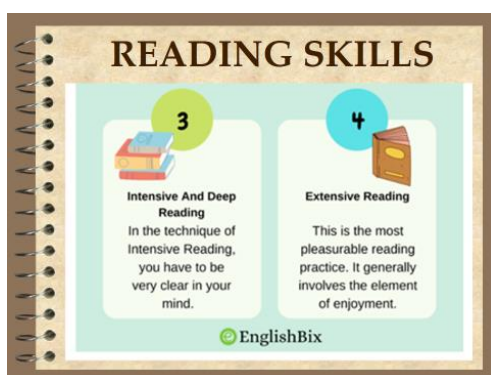 READING SKILLS
3
Intensive And Deep
Reading
In the technique of
Intensive Reading,
you have to be
very clear in your
mind.
4
Extensive Reading
This is the most
pleasurable reading
practice. It generally
involves the element
of enjoyment.
EnglishBix